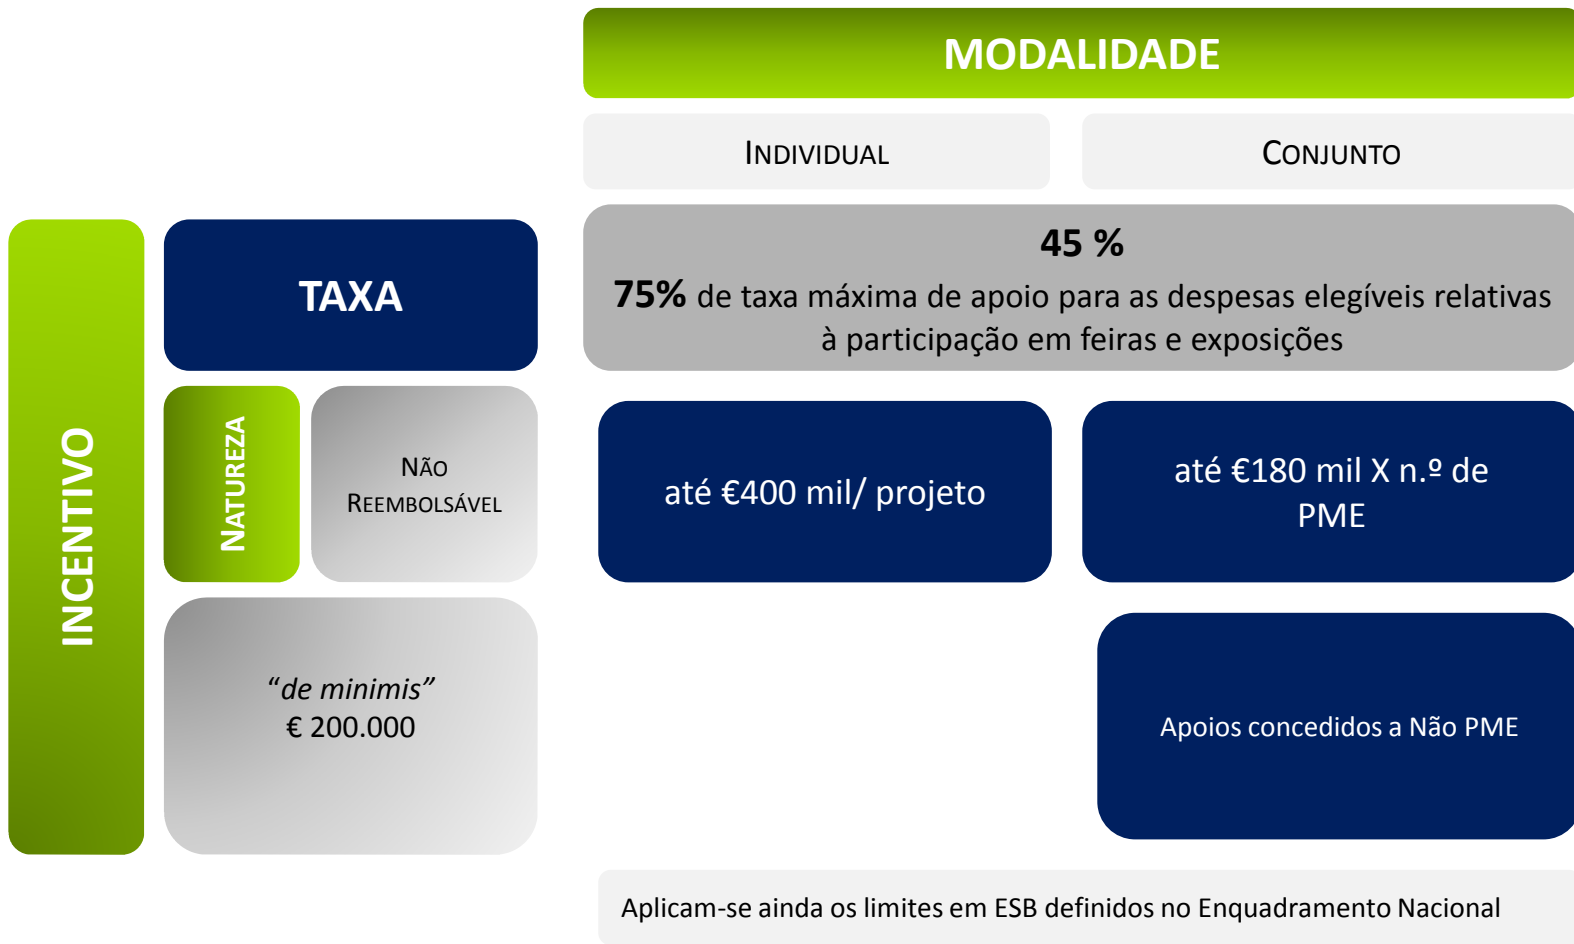 MODALIDADE
INDIVIDUAL
CONJUNTO
INCENTIVO
TAXA
45 %
75% de taxa máxima de apoio para as despesas elegíveis relativas
à participação em feiras e exposições
NATUREZA
NÃO
REEMBOLSÁVEL
até €400 mil/ projeto
até €180 mil X n.º de
PME
“de minimis”
€ 200.000
Apoios concedidos a Não PME
Aplicam-se ainda os limites em ESB definidos no Enquadramento Nacional